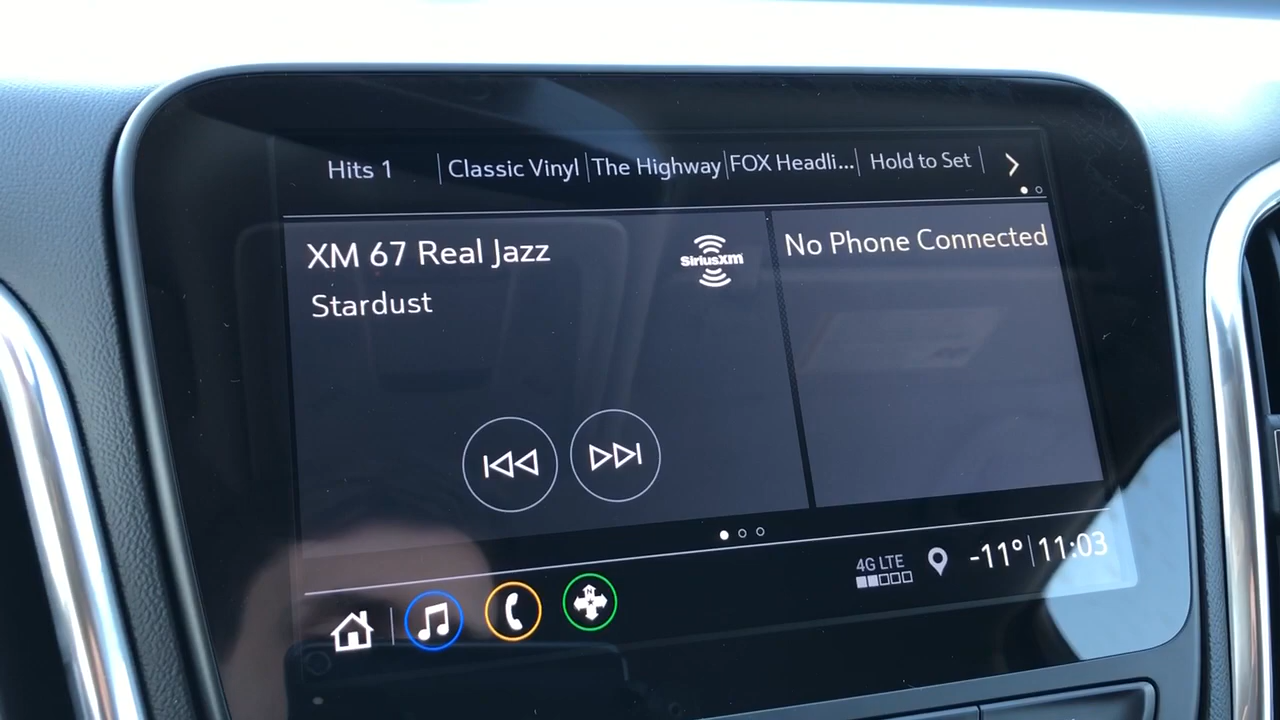 Hits 1
Classic Vinyl
The Highway
FOX Headli...
Hold to Set
XM 67 Real Jazz
Stardust
SiriusXM
No Phone Connected
4G LTE
-11° 11:03
N